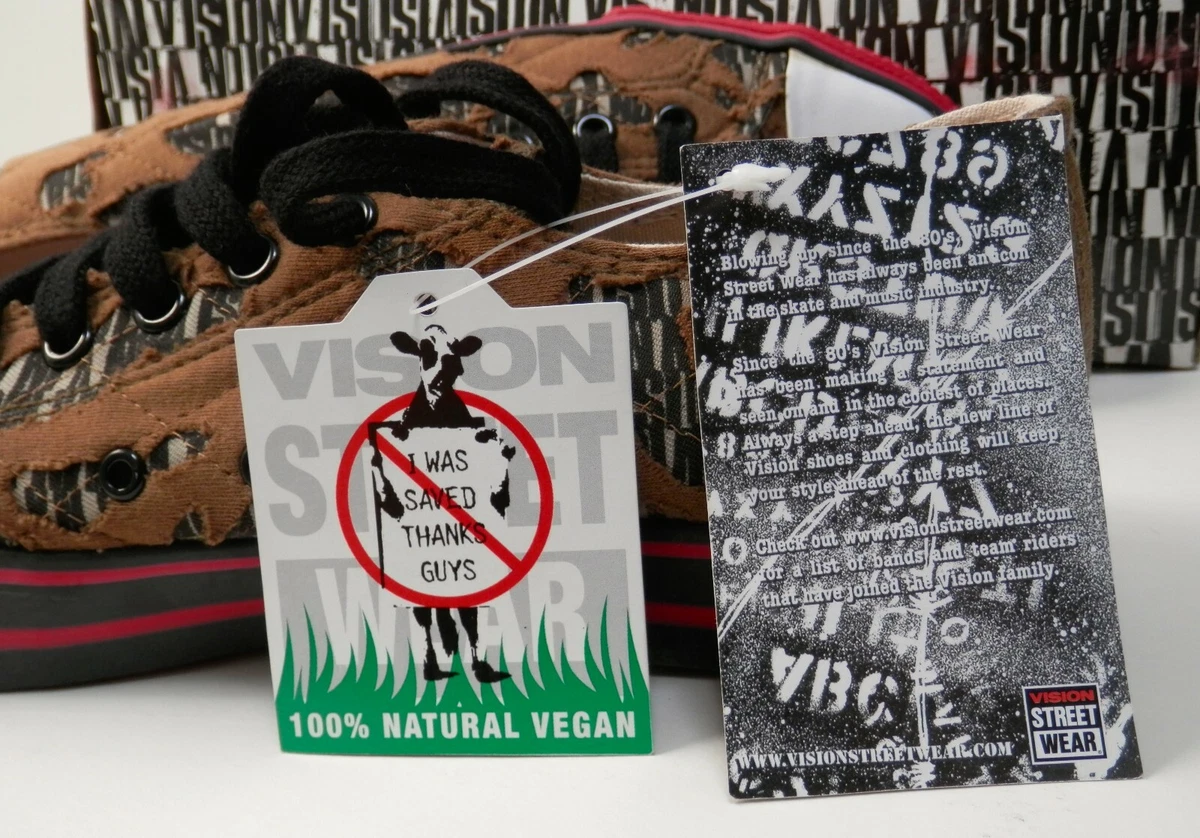 VISION
STREET
WEAR
I WAS
SAVED
THANKS
GUYS
100% NATURAL VEGAN
Blowing up since the 80's, Vision
Street Wear has always been an icon
in the skate and music industry.
Since the 80's Vision Street Wear
has been making a statement and
seen on and in the coolest of places.
Always a step ahead, the new line of
Vision shoes and clothing will keep
your style ahead of the rest.
Check out www.visionstreetwear.com
for a list of bands and team riders
that have joined the Vision family.
ABC
WWW.VISIONSTREETWEAR.COM
VISION
STREET
WEAR